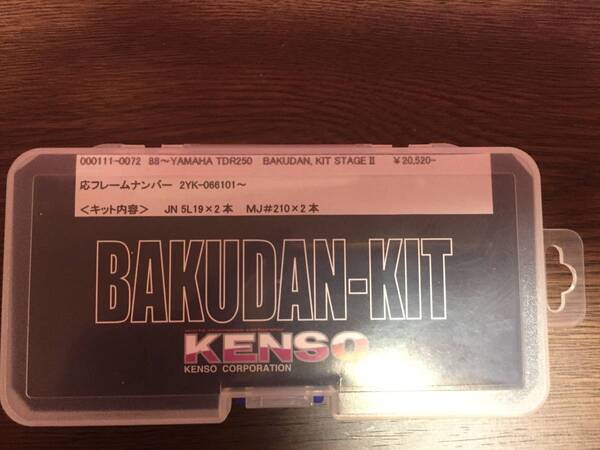 000111-0072 88～YAMAHA TDR250 BAKUDAN, KIT STAGE Ⅱ ￥20,520-
応フレームナンバー 2YK-066101～
＜キット内容＞ JN 5L19×2本 MJ#210×2本
BAKUDAN-KIT
KENSO
KENSO CORPORATION